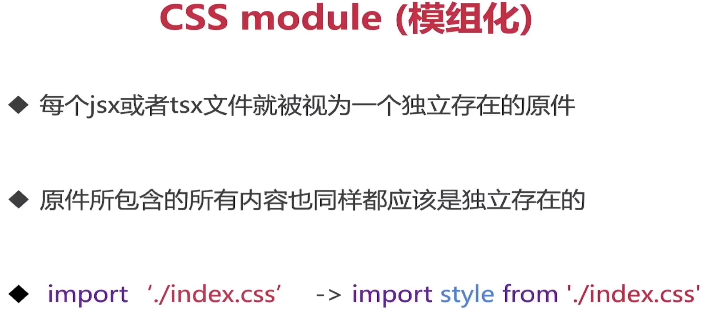 CSS module (模组化)
◆ 每个jsx或者tsx文件就被视为一个独立存在的原件
◆ 原件所包含的所有内容也同样都应该是独立存在的
◆ import ‘./index.css’ -> import style from './index.css'